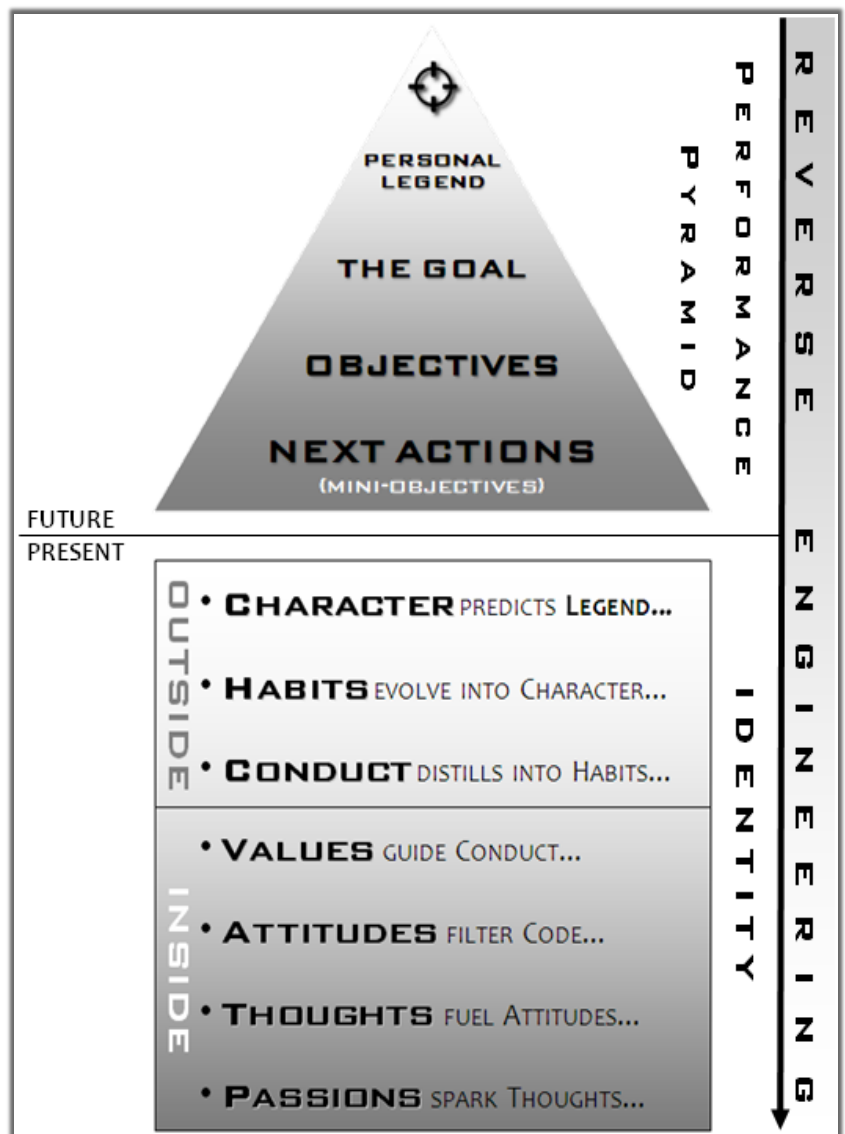 PERSONAL
LEGEND
THE GOAL
OBJECTIVES
NEXT ACTIONS
(MINI-OBJECTIVES)
PYRAMID
PERFORMANCE
REVERSE ENGINEERING
FUTURE
PRESENT
OUTSIDE
• CHARACTER PREDICTS LEGEND...
• HABITS EVOLVE INTO CHARACTER...
• CONDUCT DISTILLS INTO HABITS...
INSIDE
• VALUES GUIDE CONDUCT...
• ATTITUDES FILTER CODE...
• THOUGHTS FUEL ATTITUDES...
• PASSIONS SPARK THOUGHTS...
IDENTITY